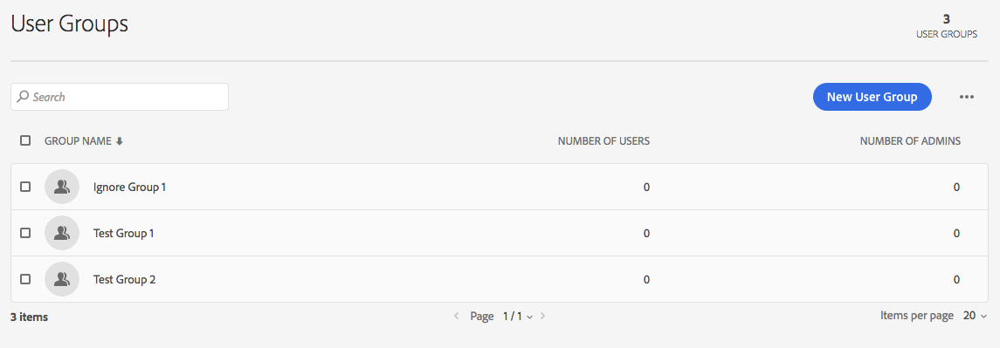 User Groups
3
USER GROUPS
Search
New User Group
GROUP NAME NUMBER OF USERS NUMBER OF ADMINS
Ignore Group 1 0 0
Test Group 1 0 0
Test Group 2 0 0
3 items Page 1 / 1 Items per page 20